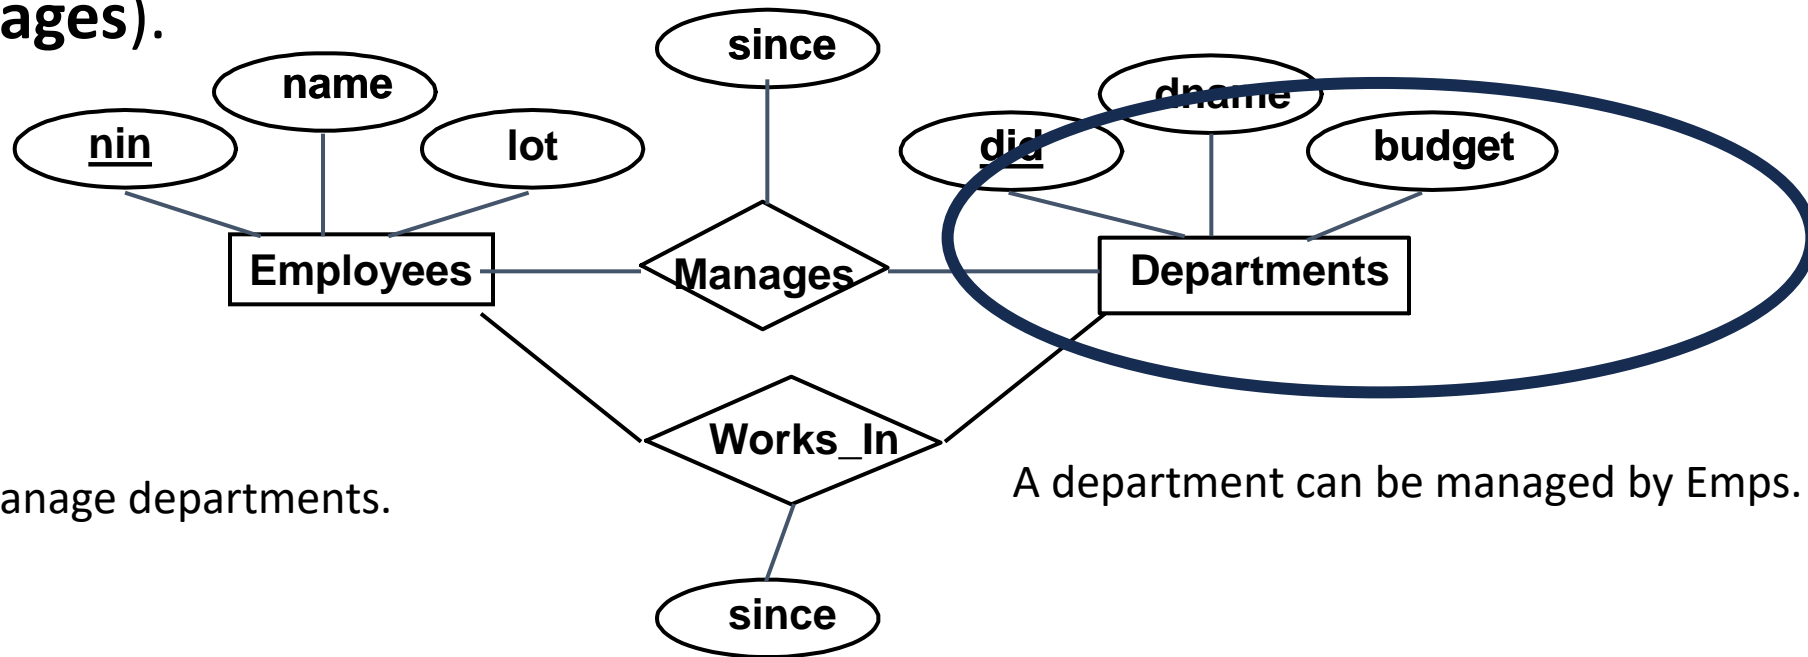 ages).
since
name
dname
nin
lot
did
budget
Employees
Manages
Departments
Works_In
A department can be managed by Emps.
anage departments.
since